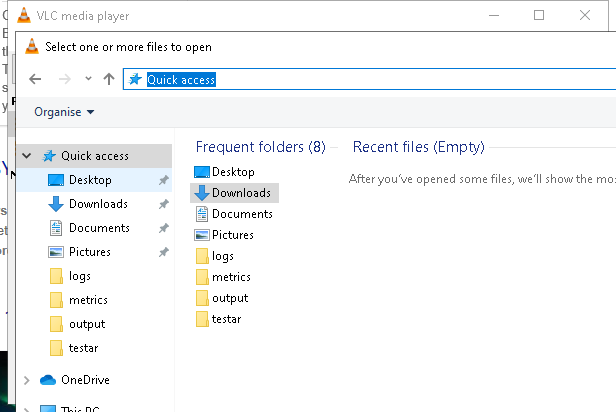 VLC media player
Select one or more files to open
Quick access
Organise
Quick access
Desktop
Downloads
Documents
Pictures
logs
metrics
output
testar
OneDrive
This PC
Frequent folders (8)
Desktop
Downloads
Documents
Pictures
logs
metrics
output
testar
Recent files (Empty)
After you've opened some files, we'll show the mos